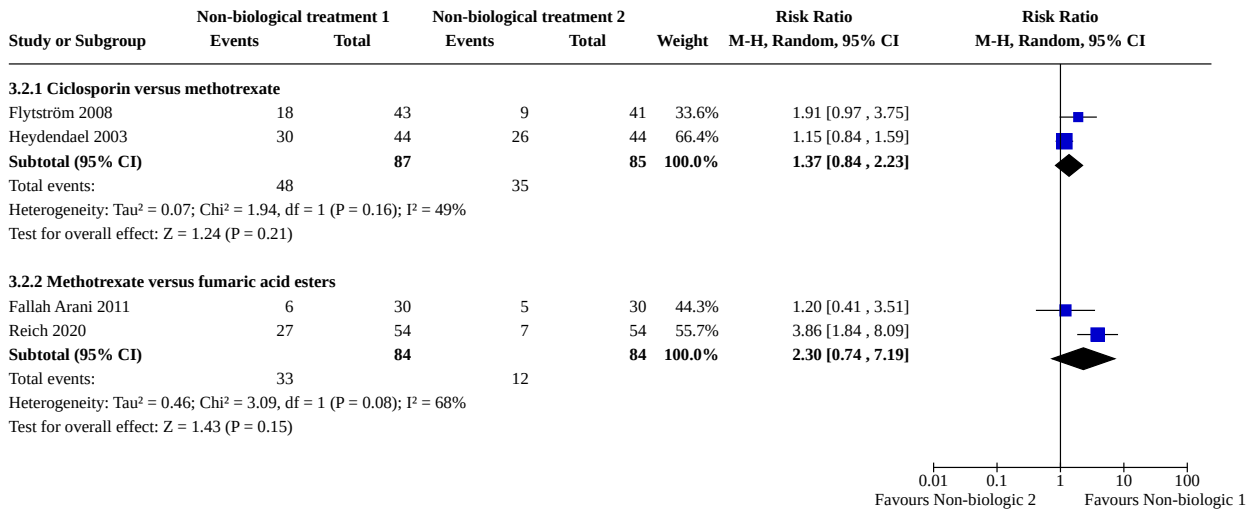 Non-biological treatment 1 Non-biological treatment 2 Risk Ratio Risk Ratio
Study or Subgroup Events Total Events Total Weight M-H, Random, 95% CI M-H, Random, 95% CI
3.2.1 Ciclosporin versus methotrexate
Flytström 2008 18 43 9 41 33.6% 1.91 [0.97 , 3.75]
Heydendael 2003 30 44 26 44 66.4% 1.15 [0.84 , 1.59]
Subtotal (95% CI) 87 85 100.0% 1.37 [0.84 , 2.23]
Total events: 48 35
Heterogeneity: Tau² = 0.07; Chi² = 1.94, df = 1 (P = 0.16); I² = 49%
Test for overall effect: Z = 1.24 (P = 0.21)
3.2.2 Methotrexate versus fumaric acid esters
Fallah Arani 2011 6 30 5 30 44.3% 1.20 [0.41 , 3.51]
Reich 2020 27 54 7 54 55.7% 3.86 [1.84 , 8.09]
Subtotal (95% CI) 84 84 100.0% 2.30 [0.74 , 7.19]
Total events: 33 12
Heterogeneity: Tau² = 0.46; Chi² = 3.09, df = 1 (P = 0.08); I² = 68%
Test for overall effect: Z = 1.43 (P = 0.15)
0.01 0.1 1 10 100
Favours Non-biologic 2 Favours Non-biologic 1